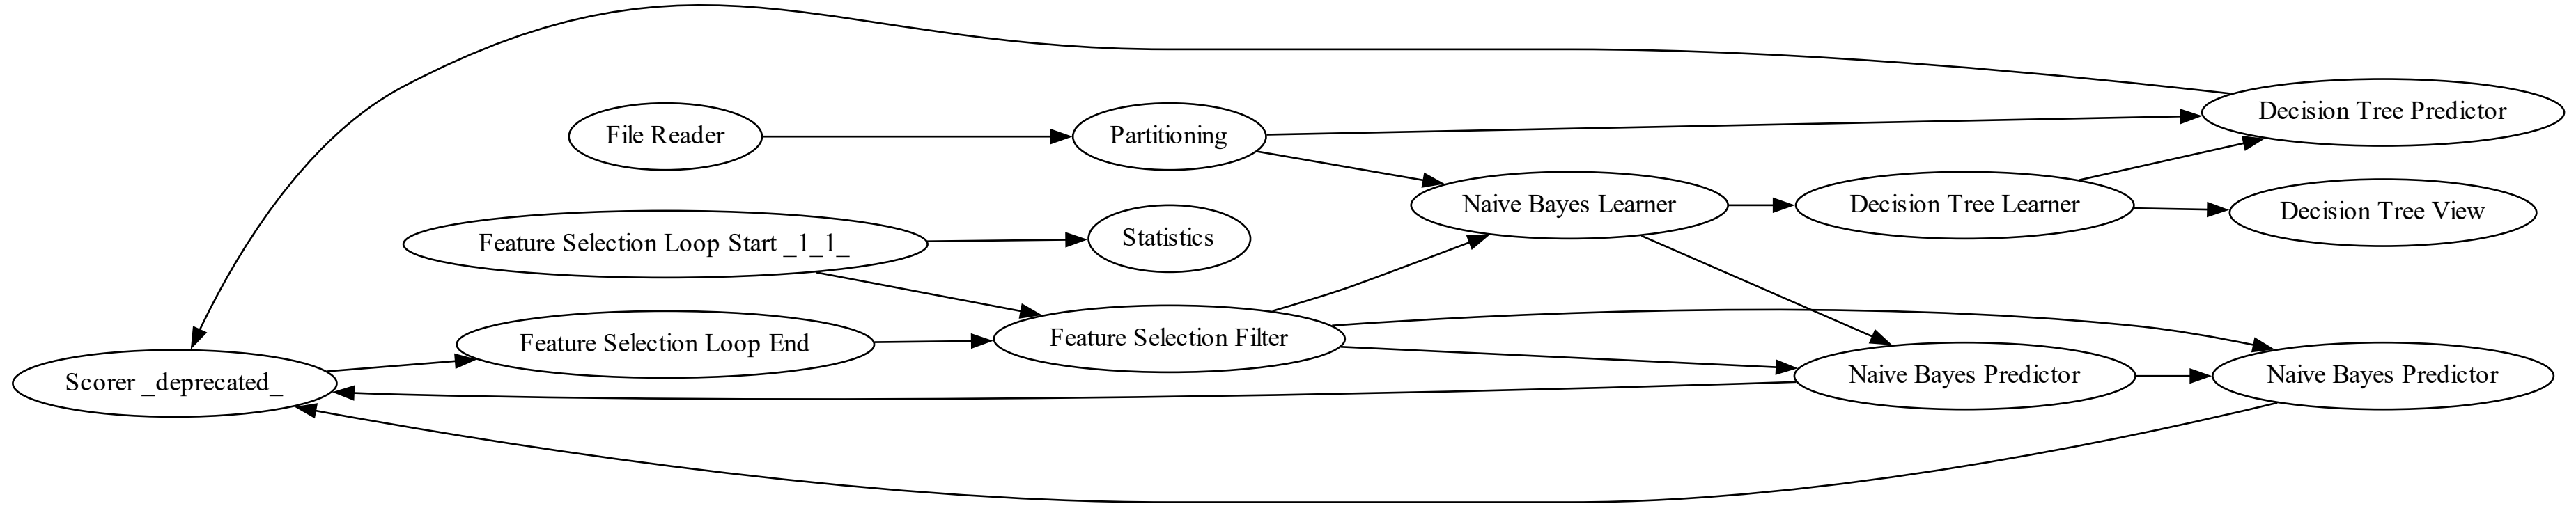 File Reader
Partitioning
Decision Tree Predictor
Naive Bayes Learner
Decision Tree Learner
Decision Tree View
Feature Selection Loop Start _1_1_
Statistics
Feature Selection Loop End
Feature Selection Filter
Scorer _deprecated_
Naive Bayes Predictor
Naive Bayes Predictor